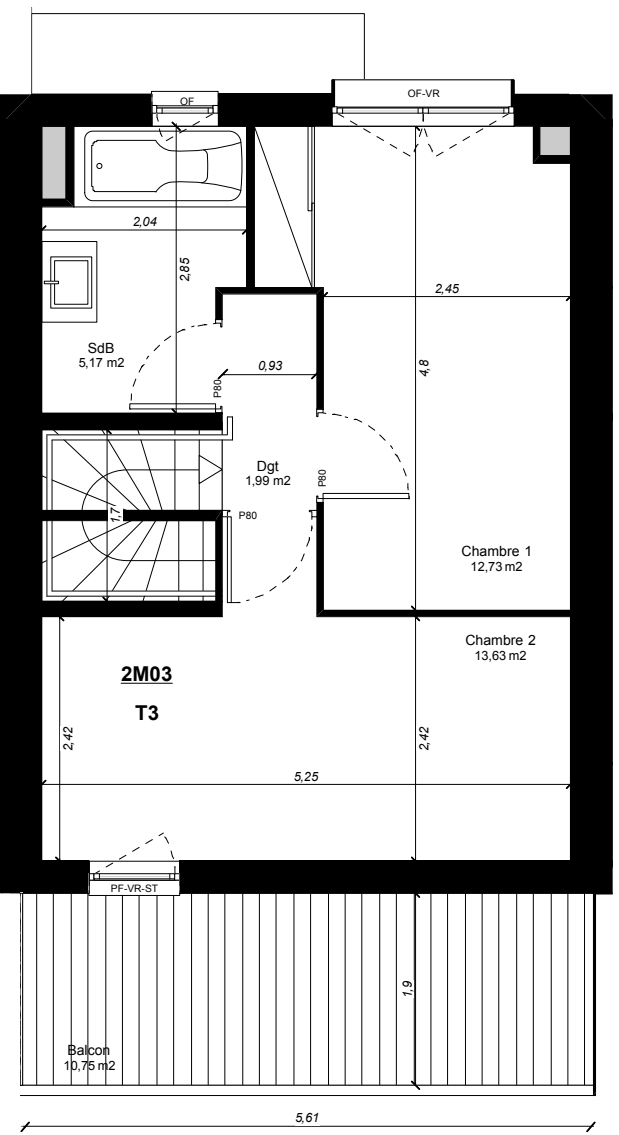 OF
OF-VR
2,04
2,85
2,45
4,8
SdB
5,17 m2
0,93
P80
Dgt
1,99 m2
P80
P80
1,7
Chambre 1
12,73 m2
Chambre 2
13,63 m2
2M03
T3
2,42
2,42
5,25
PF-VR-ST
1,9
Balcon
10,75 m2
5,61